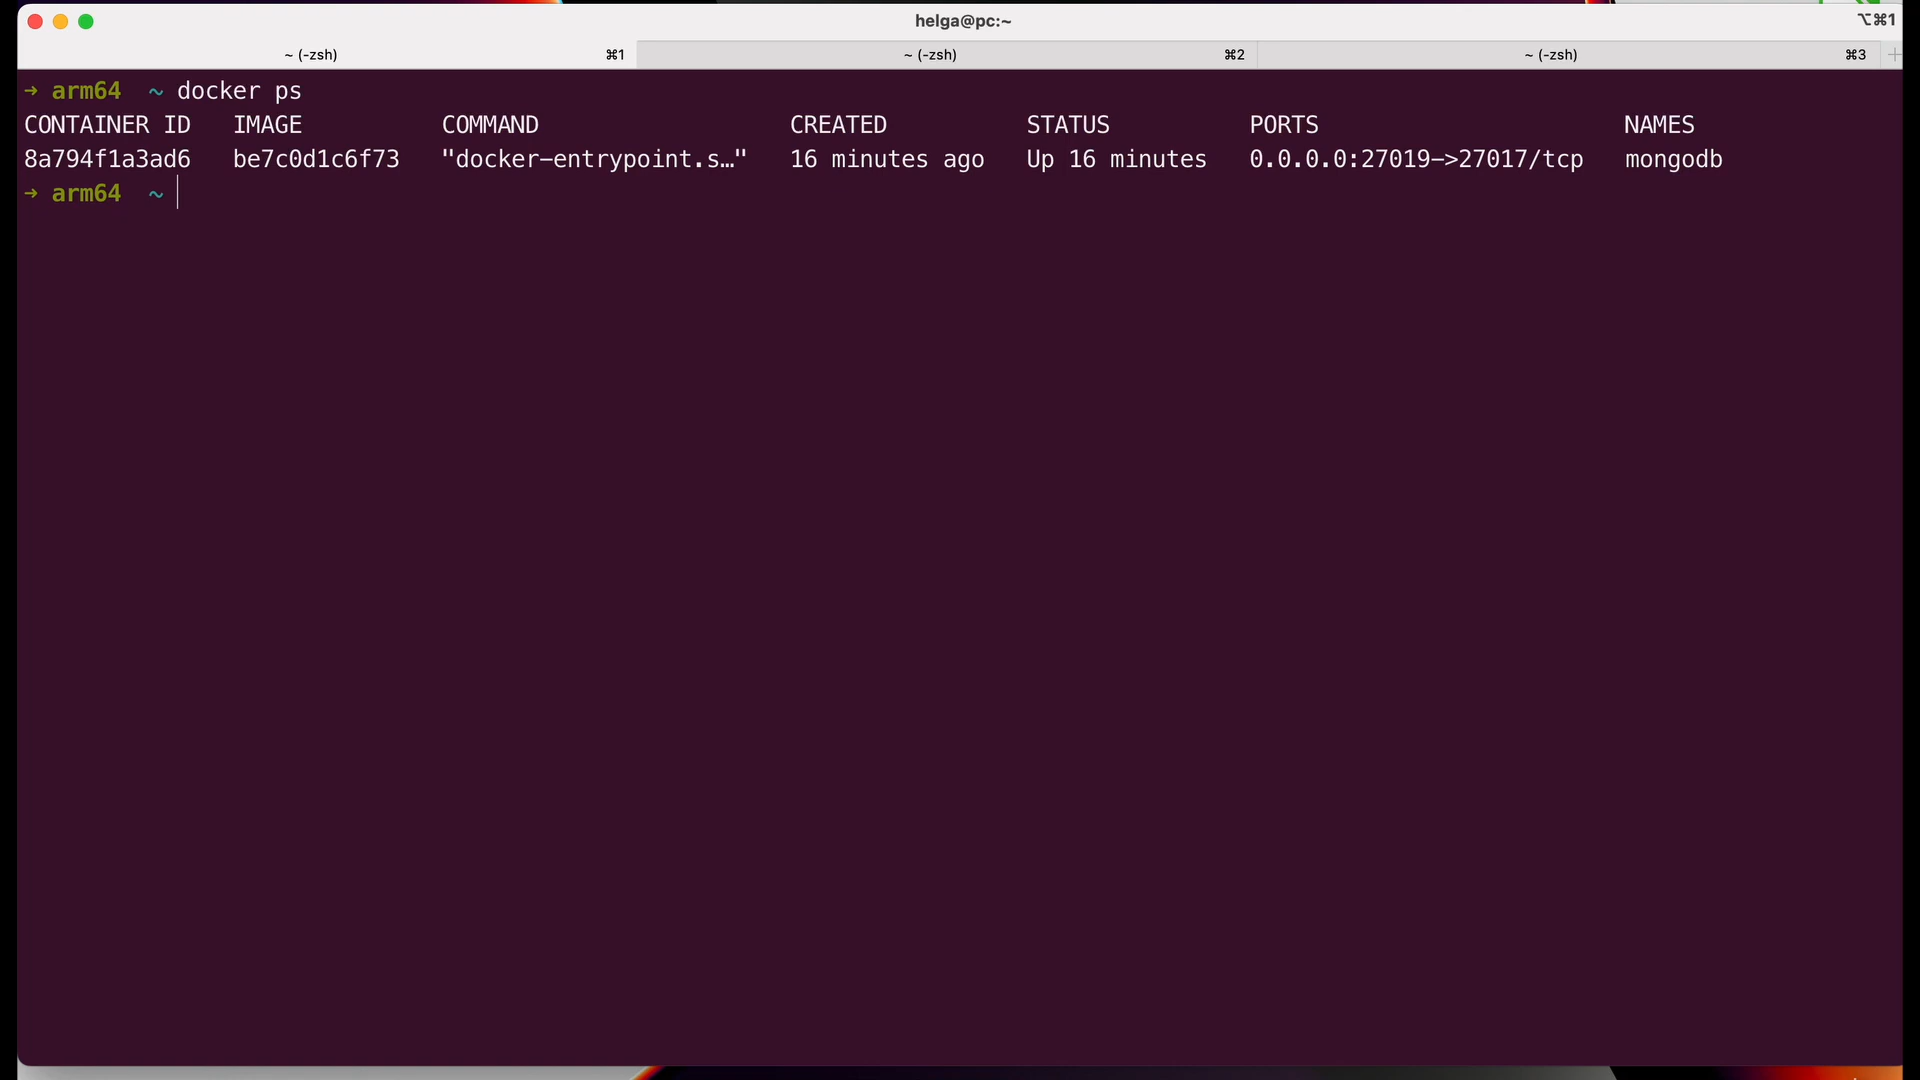 helga@pc:~ ⌥⌘1
~ (-zsh) ⌘1 ~ (-zsh) ⌘2 ~ (-zsh) ⌘3 +
→ arm64 ~ docker ps
CONTAINER ID IMAGE COMMAND CREATED STATUS PORTS NAMES
8a794f1a3ad6 be7c0d1c6f73 "docker-entrypoint.s…" 16 minutes ago Up 16 minutes 0.0.0.0:27019->27017/tcp mongodb
→ arm64 ~